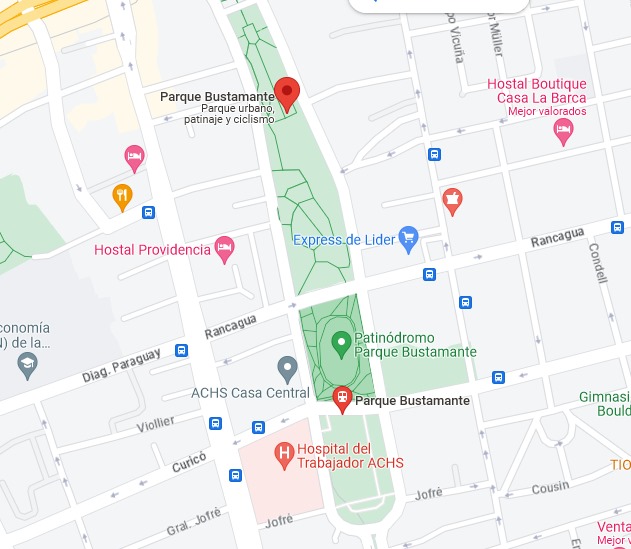 or Müller
po Vicuña
Hostal Boutique
Casa La Barca
Mejor valorados
Parque Bustamante
Parque urbano,
patinaje y ciclismo
Express de Lider
Rancagua
Condell
Hostal Providencia
Rancagua
conomía
N) de la...
Diag. Paraguay
Patinódromo
Parque Bustamante
ACHS Casa Central
Parque Bustamante
Gimnasi
Bould
Viollier
Curicó
H
Hospital del
Trabajador ACHS
TIO
Jofré
Cousin
Gral. Jofré
Jofré
Venta
Mejor v